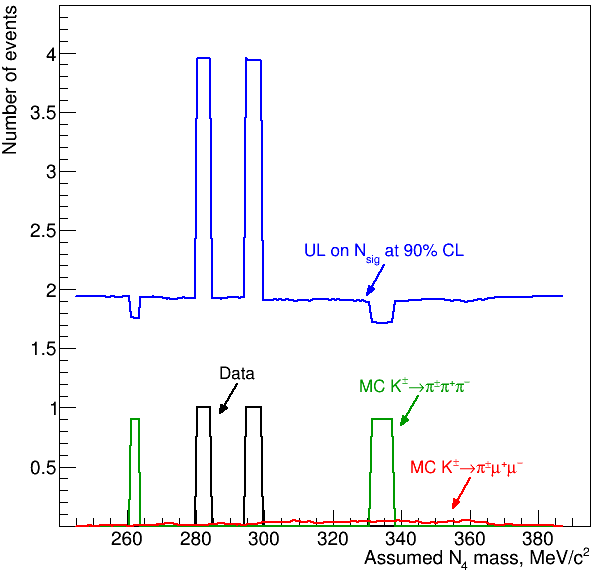 Number of events
4
3.5
3
2.5
2
1.5
1
0.5
UL on N_sig at 90% CL
Data
MC K^± → π^±π^+π^−
MC K^± → π^±μ^+μ^−
260 280 300 320 340 360 380
Assumed N_4 mass, MeV/c^2